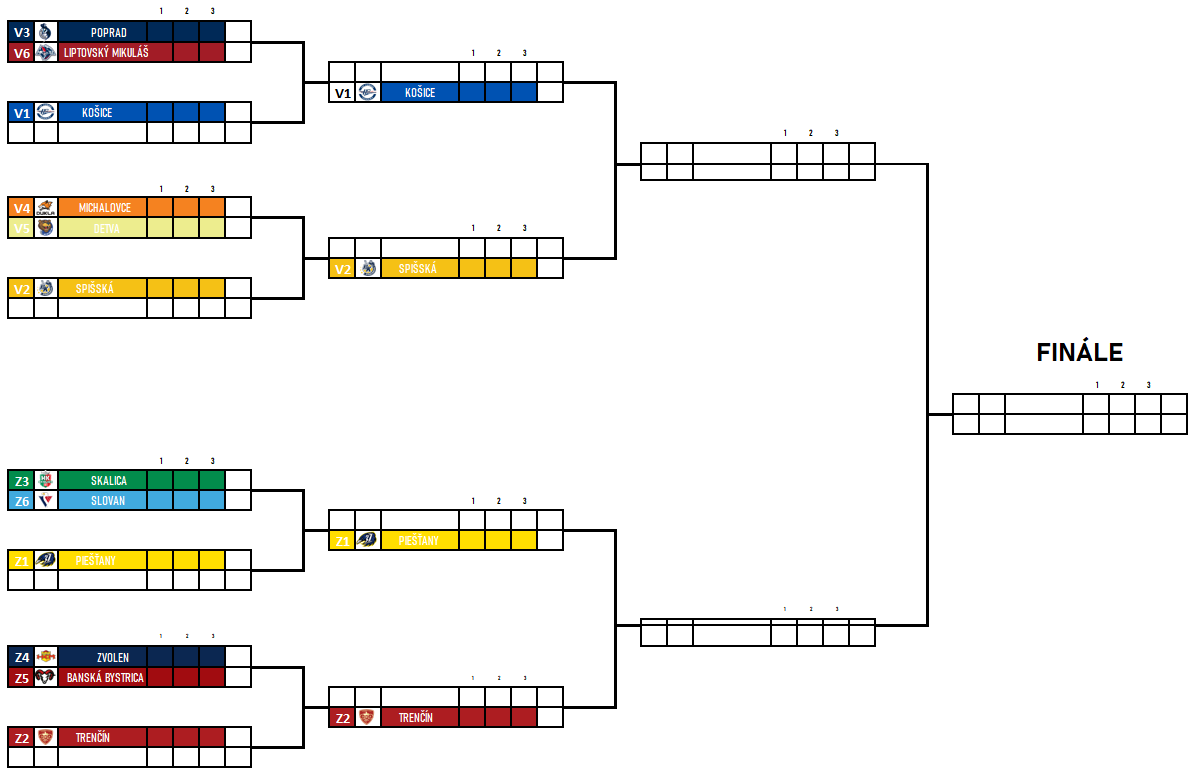 1 2 3
V3 POPRAD
V6 LIPTOVSKÝ MIKULÁŠ
V1 KOŠICE
1 2 3
V1 KOŠICE
1 2 3
V4 DUKLA MICHALOVCE
V5 DETVA
V2 SPIŠSKÁ
1 2 3
V2 SPIŠSKÁ
1 2 3
FINÁLE
1 2 3
1 2 3
Z3 SKALICA
Z6 SLOVAN
Z1 PIEŠŤANY
1 2 3
Z1 PIEŠŤANY
1 2 3
Z4 ZVOLEN
Z5 BANSKÁ BYSTRICA
Z2 TRENČÍN
1 2 3
Z2 TRENČÍN
1 2 3